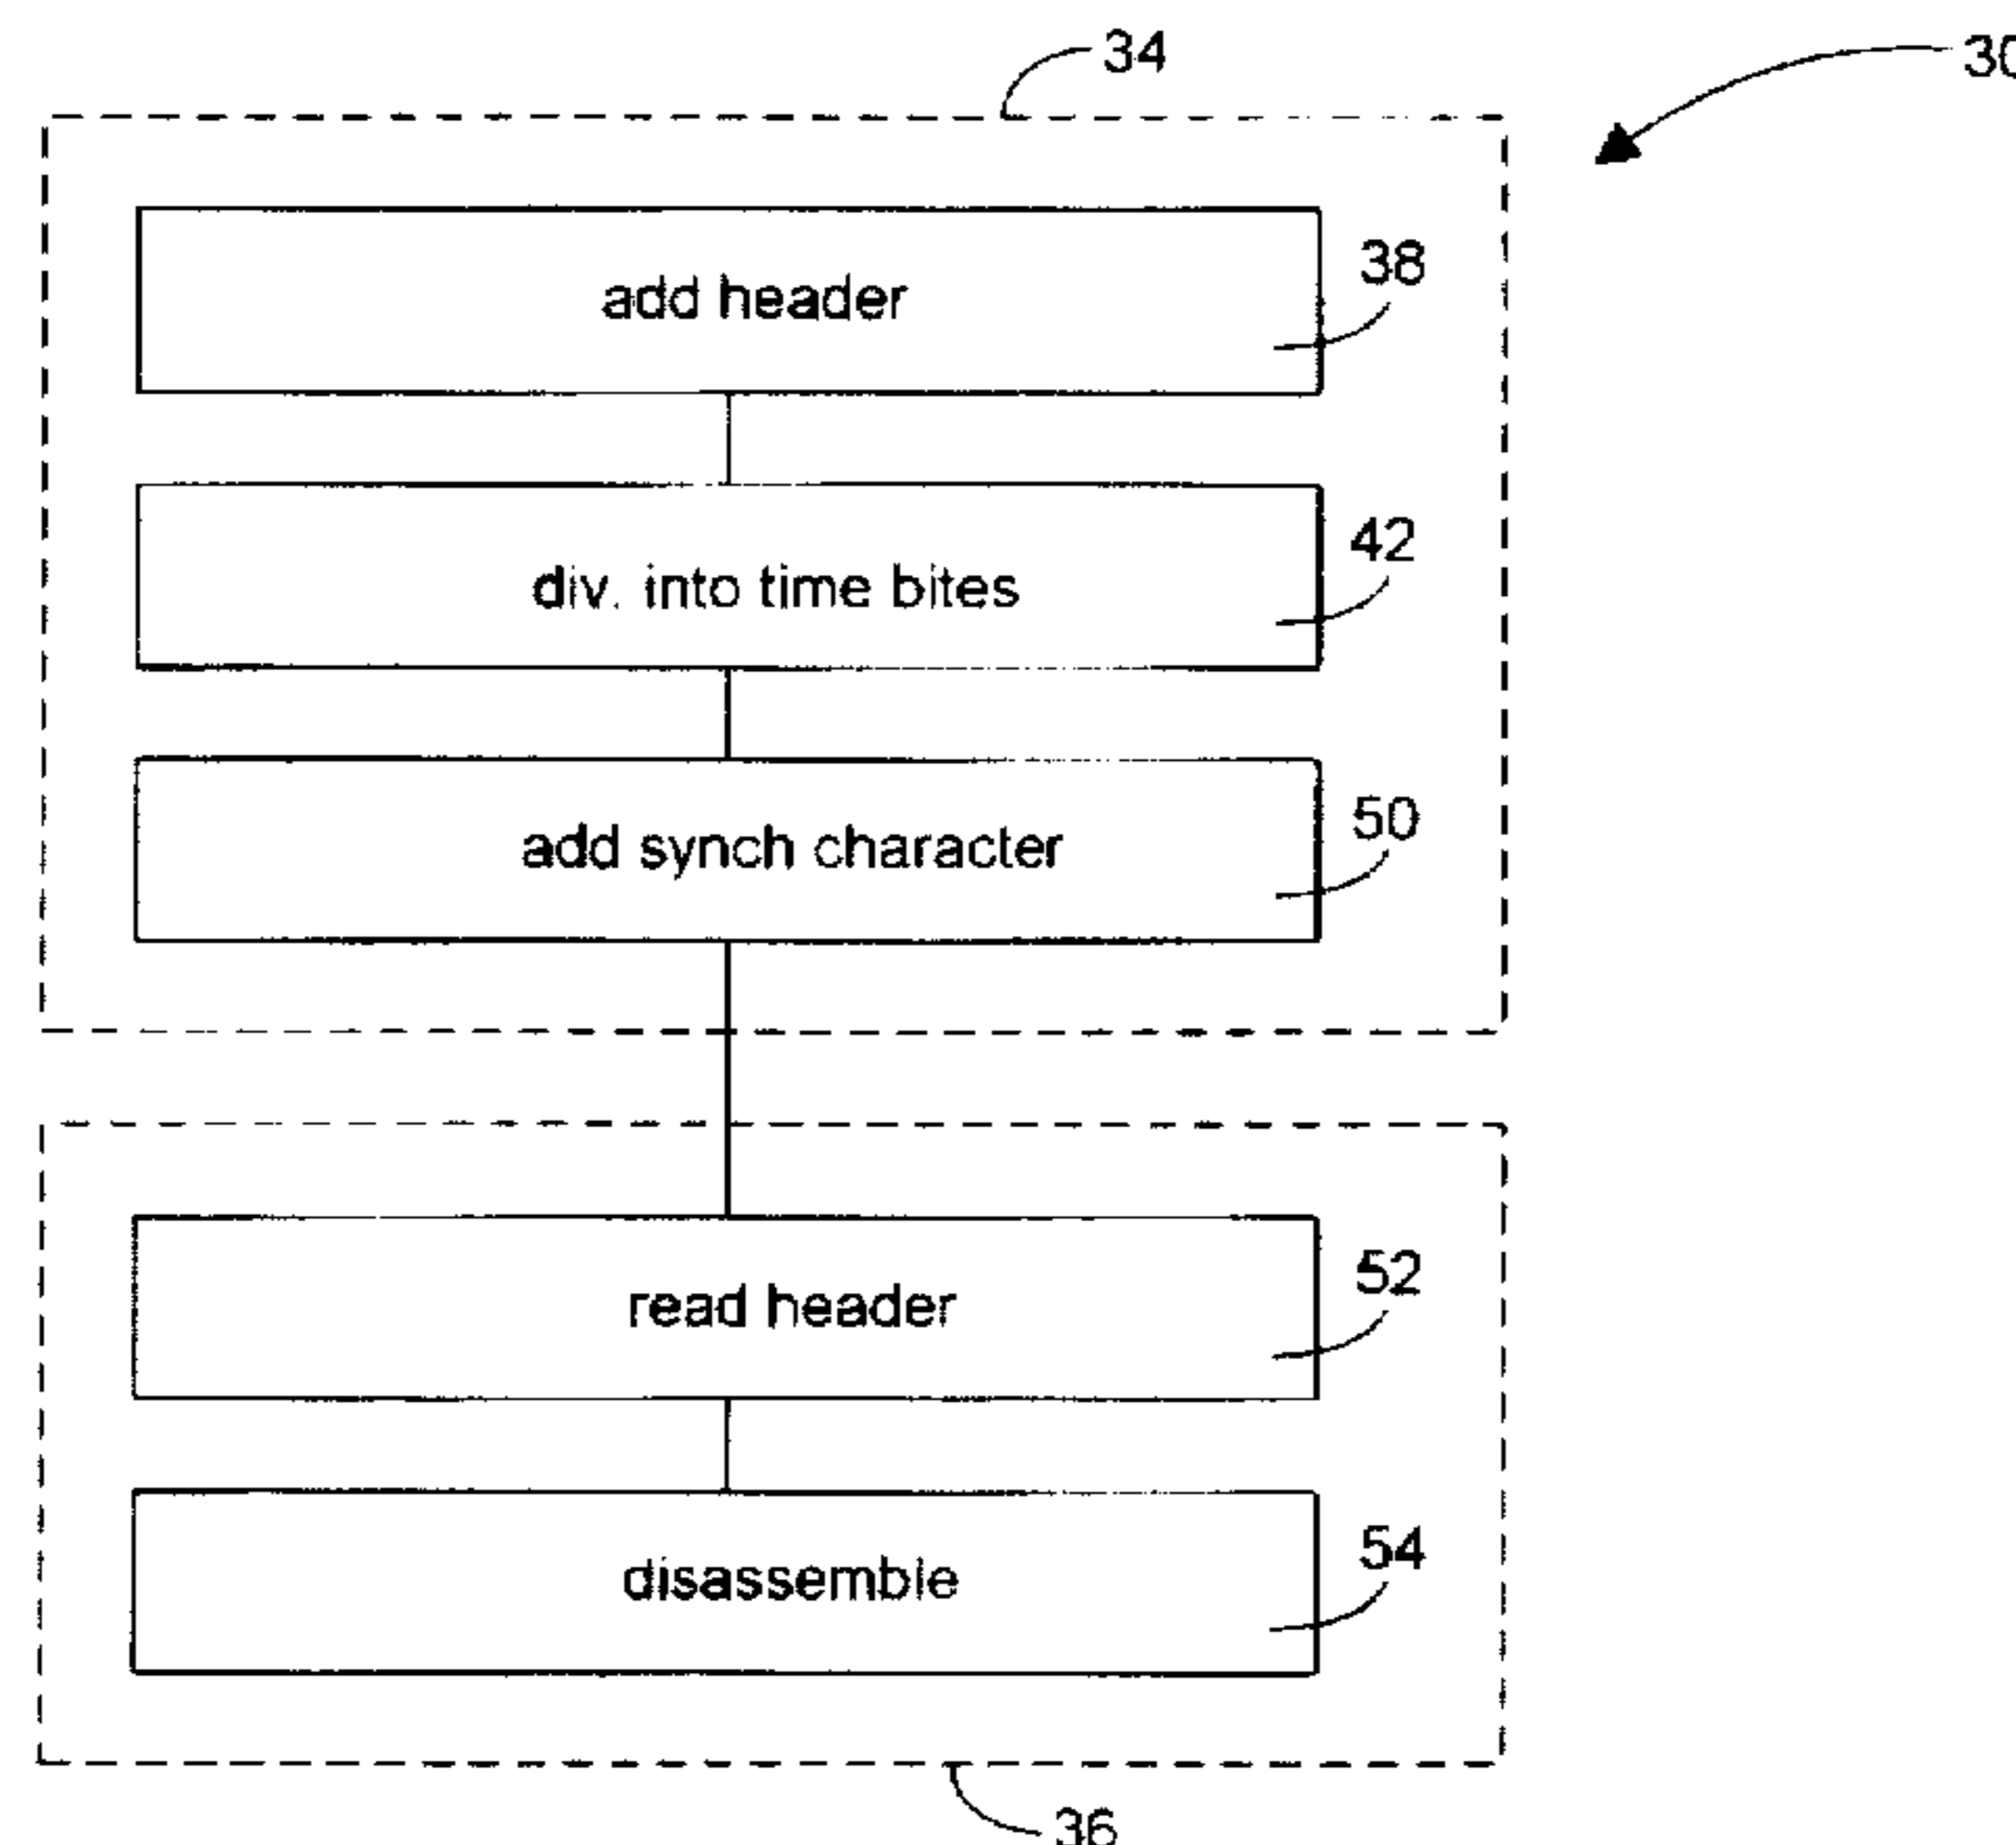 34
30
add header
38
div. into time bites
42
add synch character
50
read header
52
disassemble
54
36